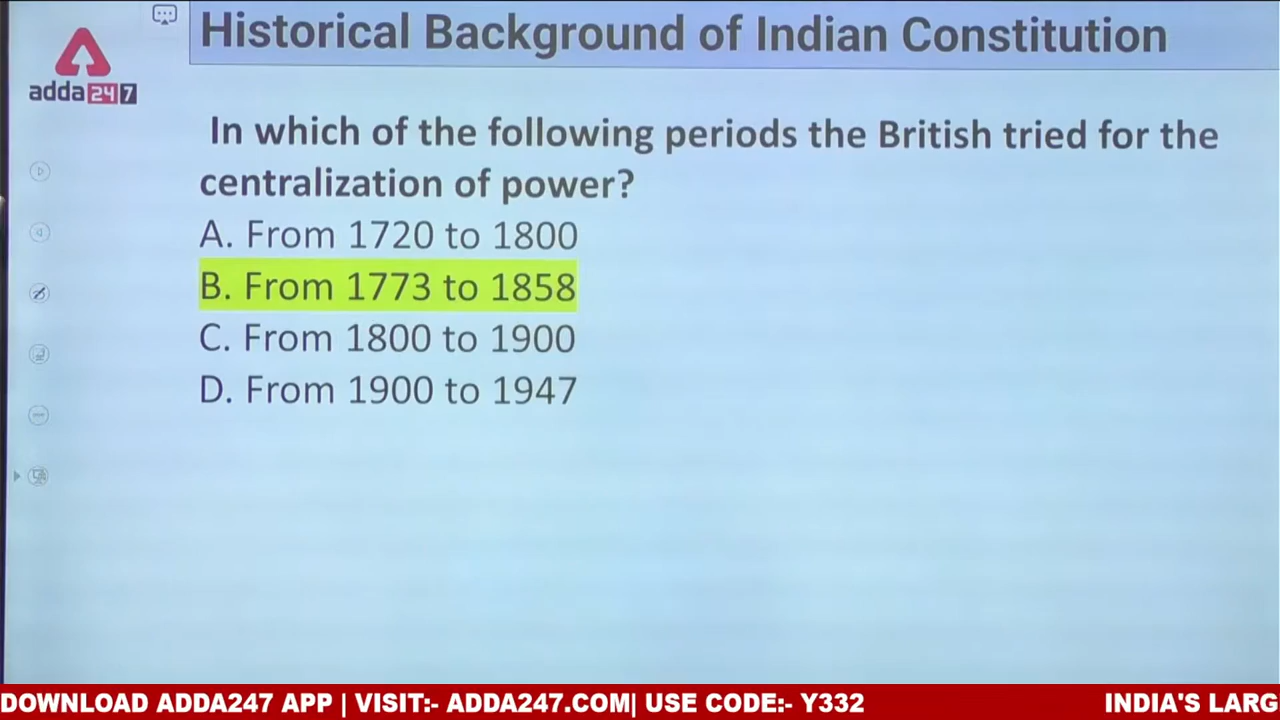 Historical Background of Indian Constitution
adda247
In which of the following periods the British tried for the
centralization of power?
A. From 1720 to 1800
B. From 1773 to 1858
C. From 1800 to 1900
D. From 1900 to 1947
DOWNLOAD ADDA247 APP | VISIT:- ADDA247.COM| USE CODE:- Y332 INDIA'S LARG